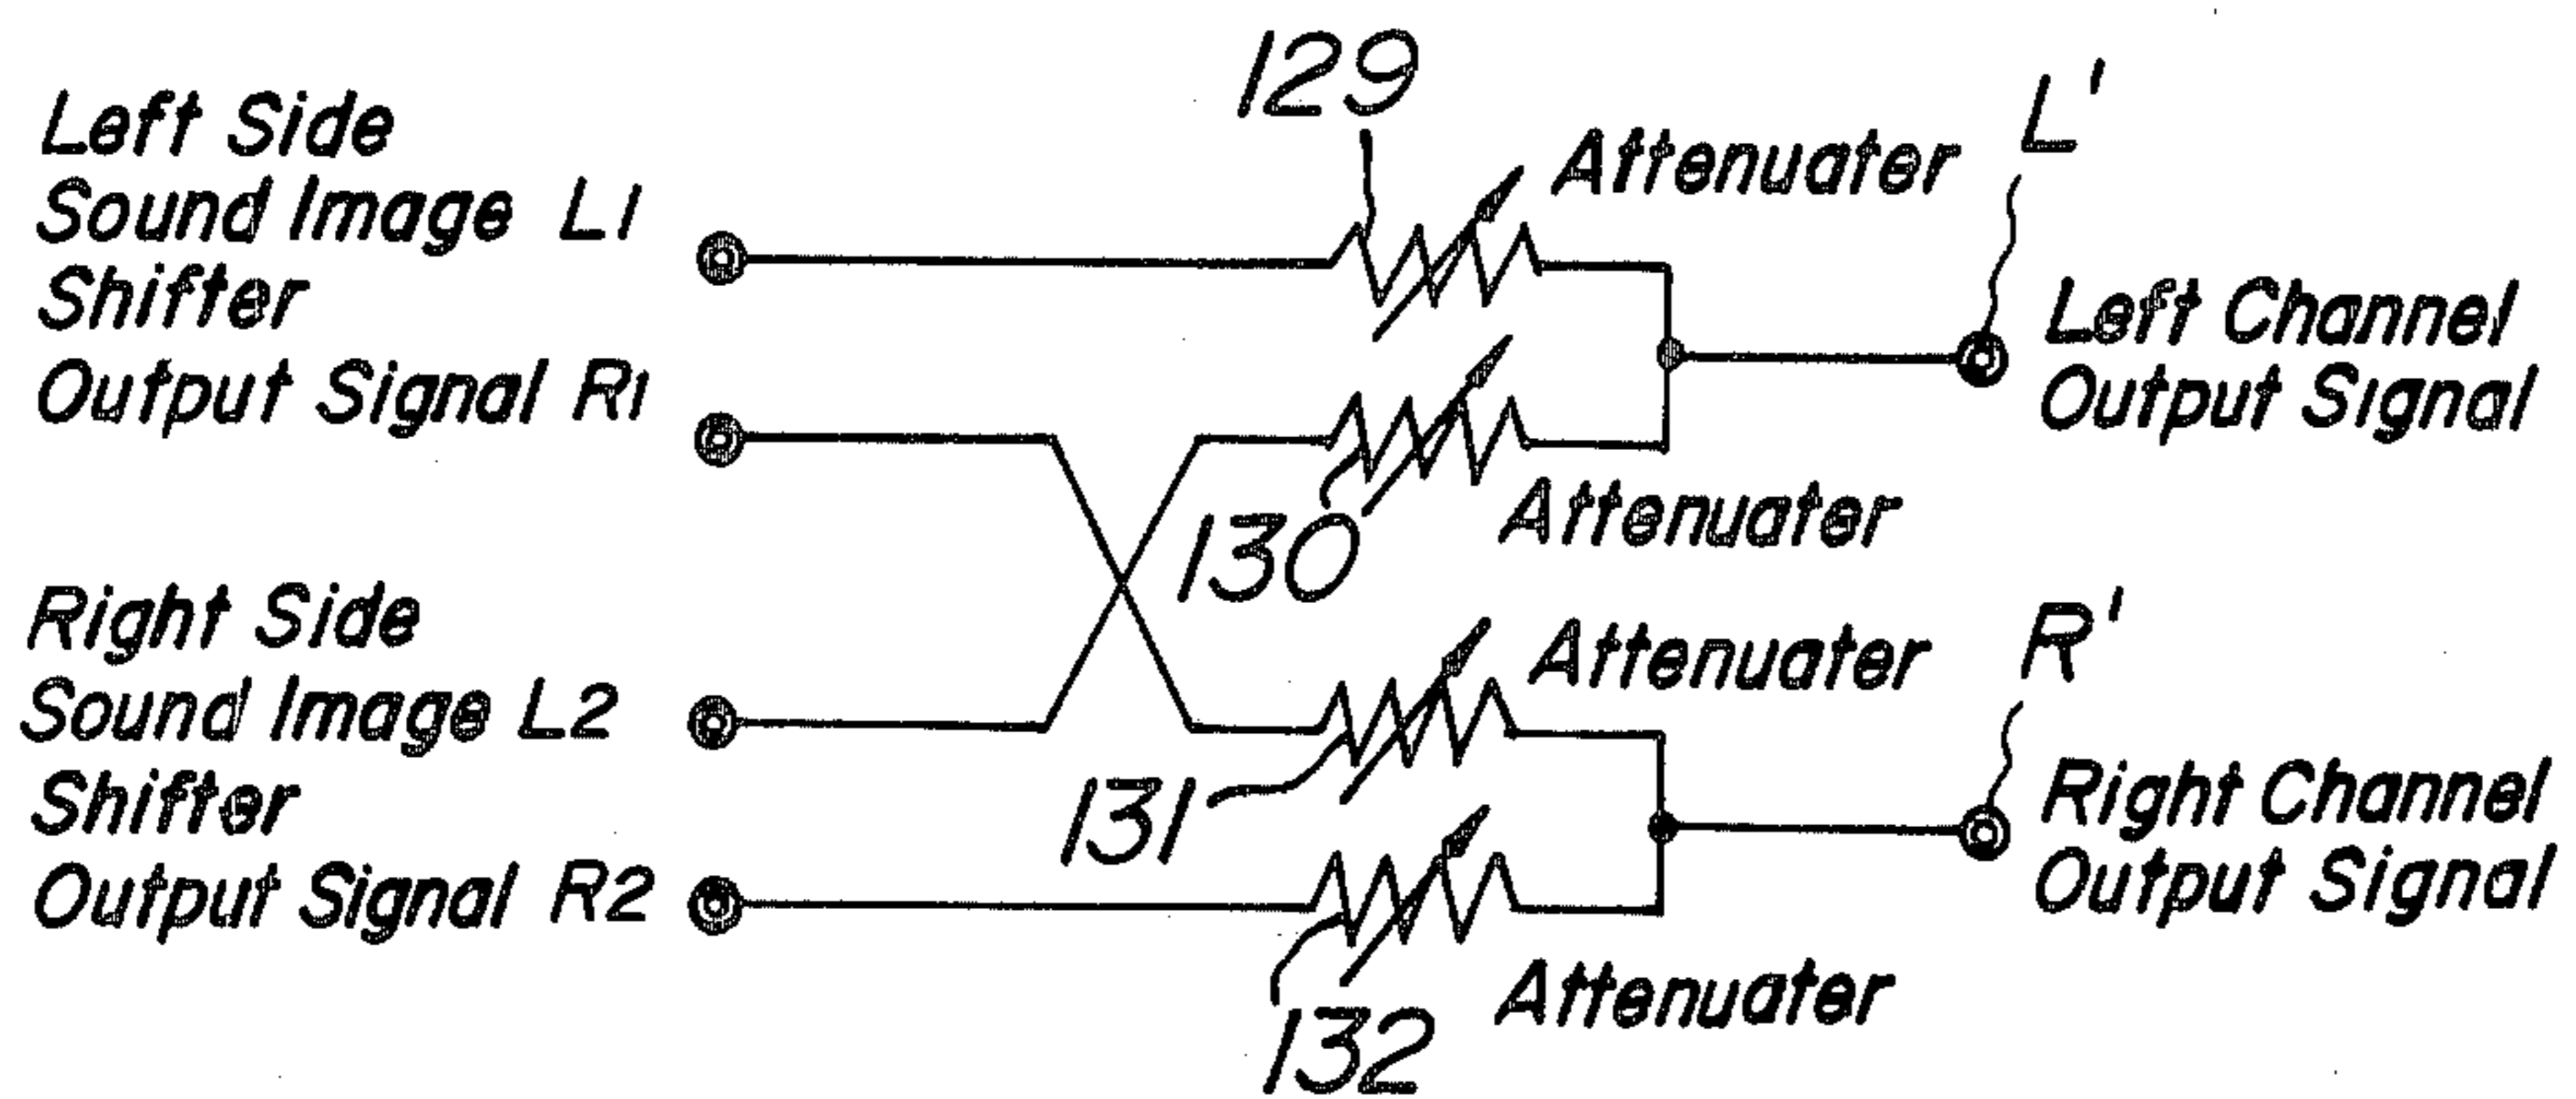 129
Left Side
Sound Image L1
Shifter
Output Signal R1
Attenuater
L'
Left Channel
Output Signal
130
Attenuater
Right Side
Sound Image L2
Shifter
Output Signal R2
Attenuater
R'
131
Right Channel
Output Signal
132
Attenuater